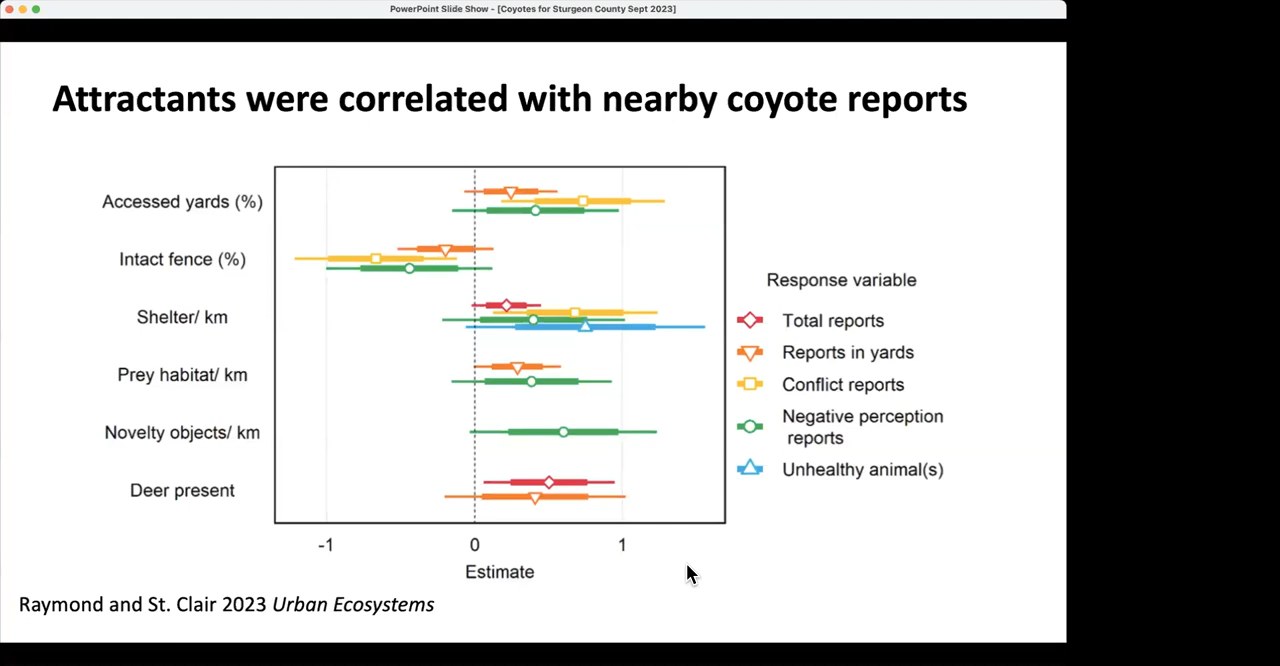 PowerPoint Slide Show - [Coyotes for Sturgeon County Sept 2023]
Attractants were correlated with nearby coyote reports
Accessed yards (%)
Intact fence (%)
Shelter/ km
Prey habitat/ km
Novelty objects/ km
Deer present
-1 0 1
Estimate
Response variable
Total reports
Reports in yards
Conflict reports
Negative perception
reports
Unhealthy animal(s)
Raymond and St. Clair 2023 Urban Ecosystems